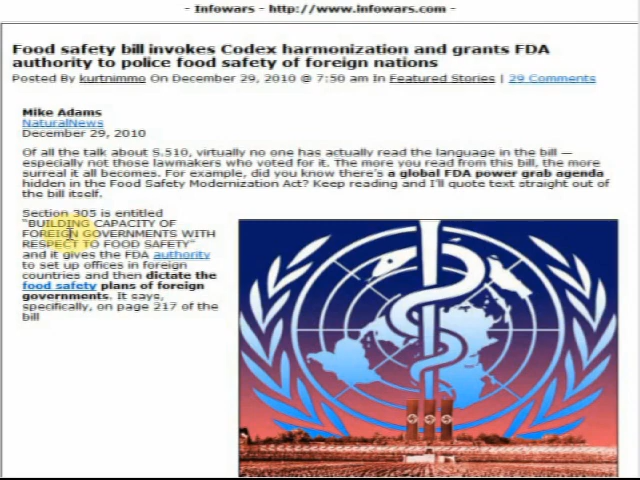 - Infowars - http://www.infowars.com -
Food safety bill invokes Codex harmonization and grants FDA
authority to police food safety of foreign nations
Posted By kurtnimmo On December 29, 2010 @ 7:50 am In Featured Stories | 29 Comments
Mike Adams
NaturalNews
December 29, 2010
Of all the talk about S.510, virtually no one has actually read the language in the bill —
especially not those lawmakers who voted for it. The more you read from this bill, the more
surreal it all becomes. For example, did you know there's a global FDA power grab agenda
hidden in the Food Safety Modernization Act? Keep reading and I'll quote text straight out of
the bill itself.
Section 305 is entitled
"BUILDING CAPACITY OF
FOREIGN GOVERNMENTS WITH
RESPECT TO FOOD SAFETY"
and it gives the FDA authority
to set up offices in foreign
countries and then dictate the
food safety plans of foreign
governments. It says,
specifically, on page 217 of the
bill